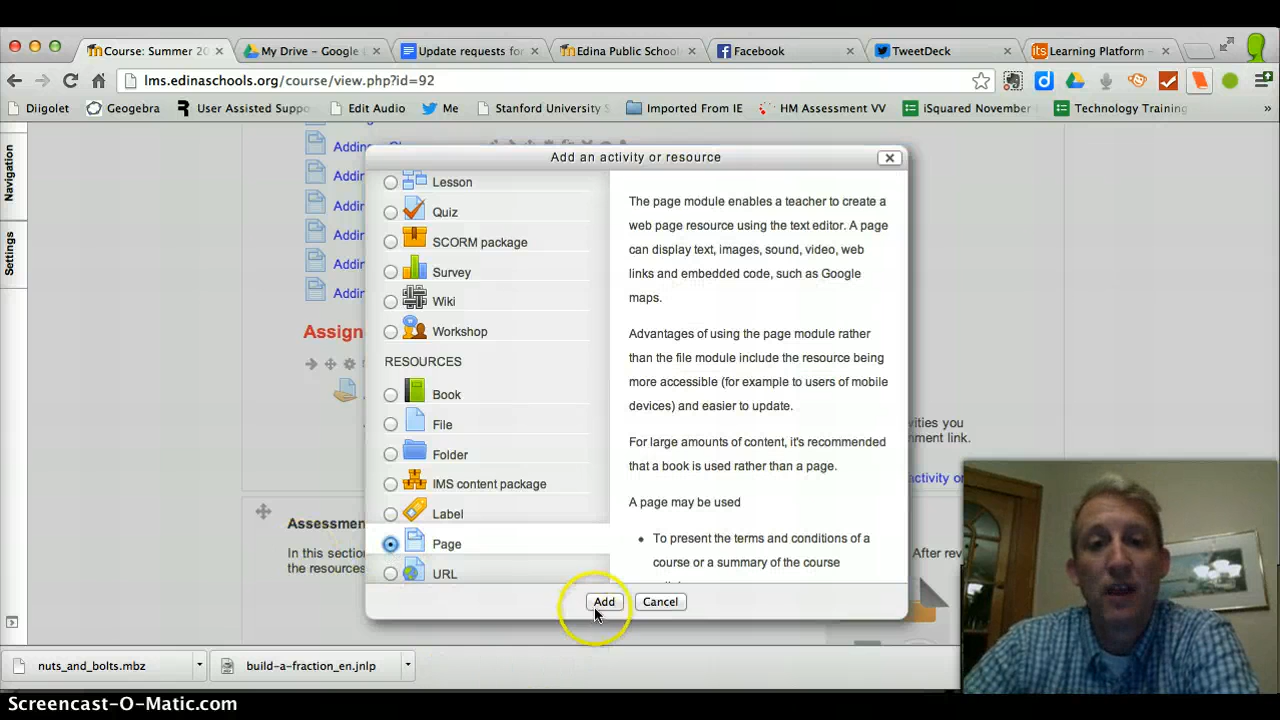 Course: Summer 20
My Drive – Google
Update requests for
Edina Public Schoo
Facebook
TweetDeck
its Learning Platform –
lms.edinaschools.org/course/view.php?id=92
Diigolet
Geogebra
User Assisted Supp
Edit Audio
Me
Stanford University
Imported From IE
HM Assessment VV
iSquared November
Technology Training
»
Navigation
Settings
Addin
Addin
Addin
Addin
Addin
Addin
Assign
Add an activity or resource
Lesson
Quiz
SCORM package
Survey
Wiki
Workshop
RESOURCES
Book
File
Folder
IMS content package
Label
Page
URL
The page module enables a teacher to create a
web page resource using the text editor. A page
can display text, images, sound, video, web
links and embedded code, such as Google
maps.
Advantages of using the page module rather
than the file module include the resource being
more accessible (for example to users of mobile
devices) and easier to update.
For large amounts of content, it's recommended
that a book is used rather than a page.
A page may be used
• To present the terms and conditions of a
course or a summary of the course
Add
Cancel
vities you
nment link.
activity or
Assessmen
In this section
the resources
After revi
nuts_and_bolts.mbz
build-a-fraction_en.jnlp
Screencast-O-Matic.com